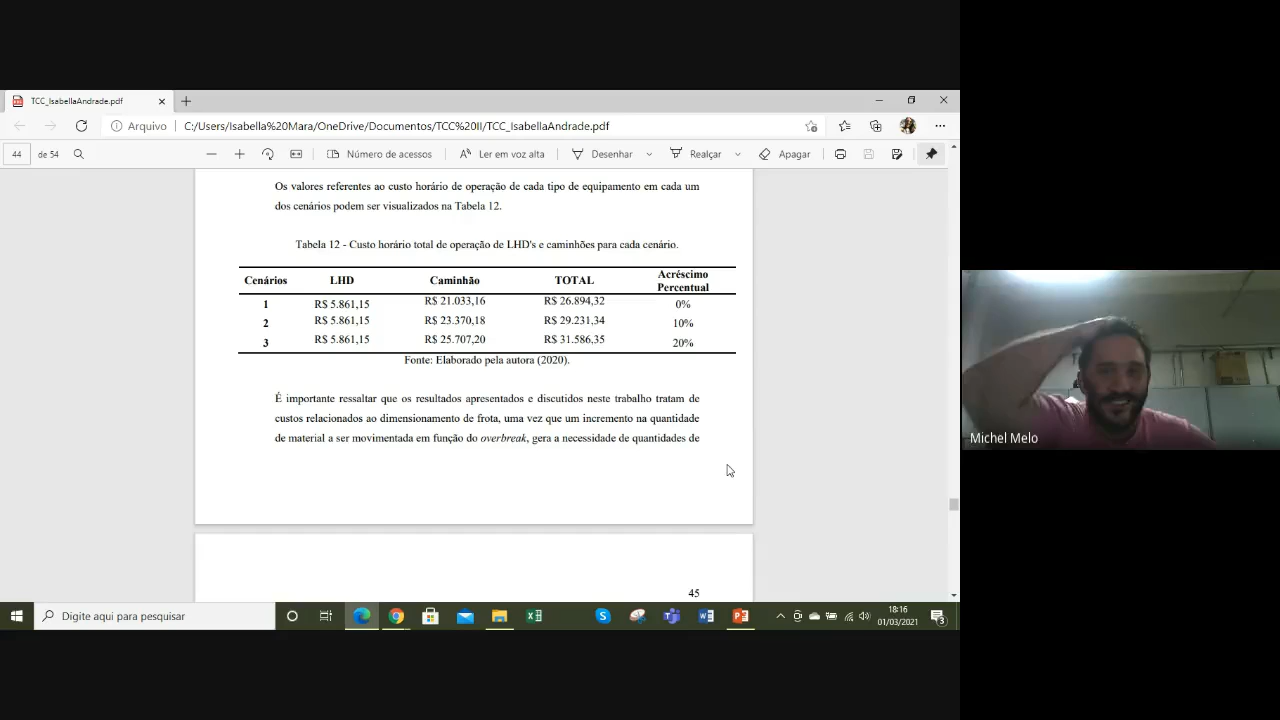 TCC_IsabellaAndrade.pdf
Arquivo
C:/Users/Isabella%20Mara/OneDrive/Documentos/TCC%20II/TCC_IsabellaAndrade.pdf
44 de 54
Número de acessos
Ler em voz alta
Desenhar
Realçar
Apagar
Os valores referentes ao custo horário de operação de cada tipo de equipamento em cada um
dos cenários podem ser visualizados na Tabela 12.
Tabela 12 - Custo horário total de operação de LHD's e caminhões para cada cenário.
Cenários LHD Caminhão TOTAL Acréscimo Percentual
1 R$ 5.861,15 R$ 21.033,16 R$ 26.894,32 0%
2 R$ 5.861,15 R$ 23.370,18 R$ 29.231,34 10%
3 R$ 5.861,15 R$ 25.707,20 R$ 31.586,35 20%
Fonte: Elaborado pela autora (2020).
É importante ressaltar que os resultados apresentados e discutidos neste trabalho tratam de
custos relacionados ao dimensionamento de frota, uma vez que um incremento na quantidade
de material a ser movimentada em função do overbreak, gera a necessidade de quantidades de
45
Michel Melo
Digite aqui para pesquisar
18:16
01/03/2021
3